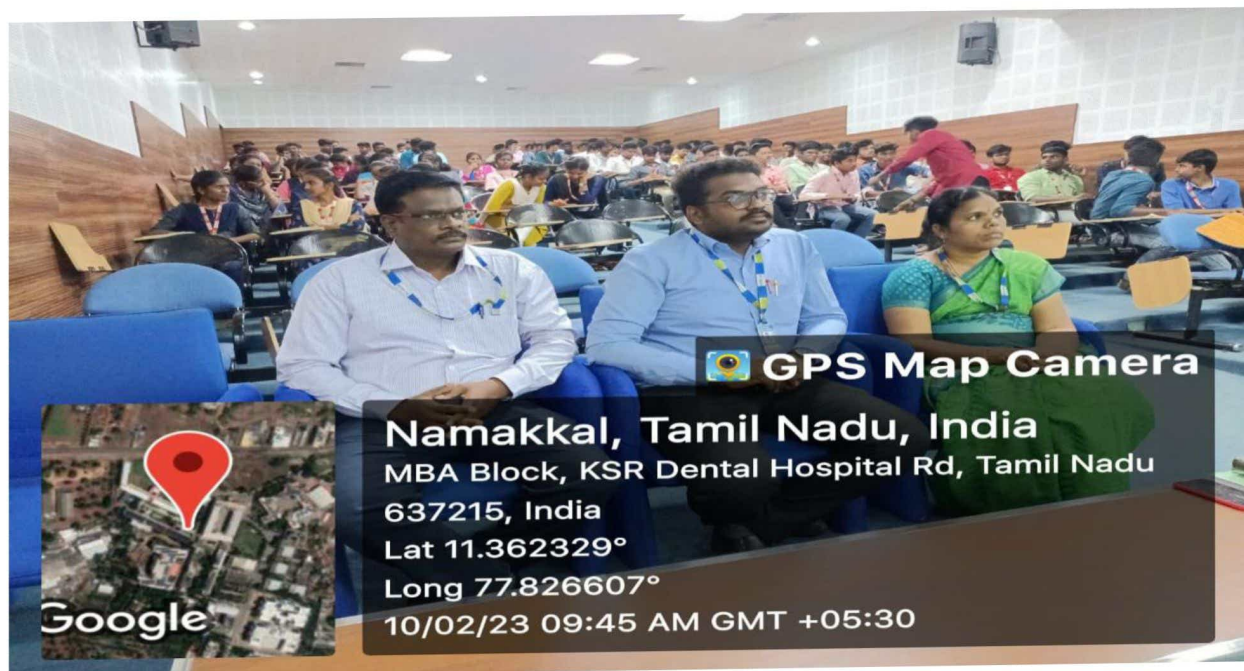 GPS Map Camera
Namakkal, Tamil Nadu, India
MBA Block, KSR Dental Hospital Rd, Tamil Nadu
637215, India
Lat 11.362329°
Long 77.826607°
10/02/23 09:45 AM GMT +05:30
Google